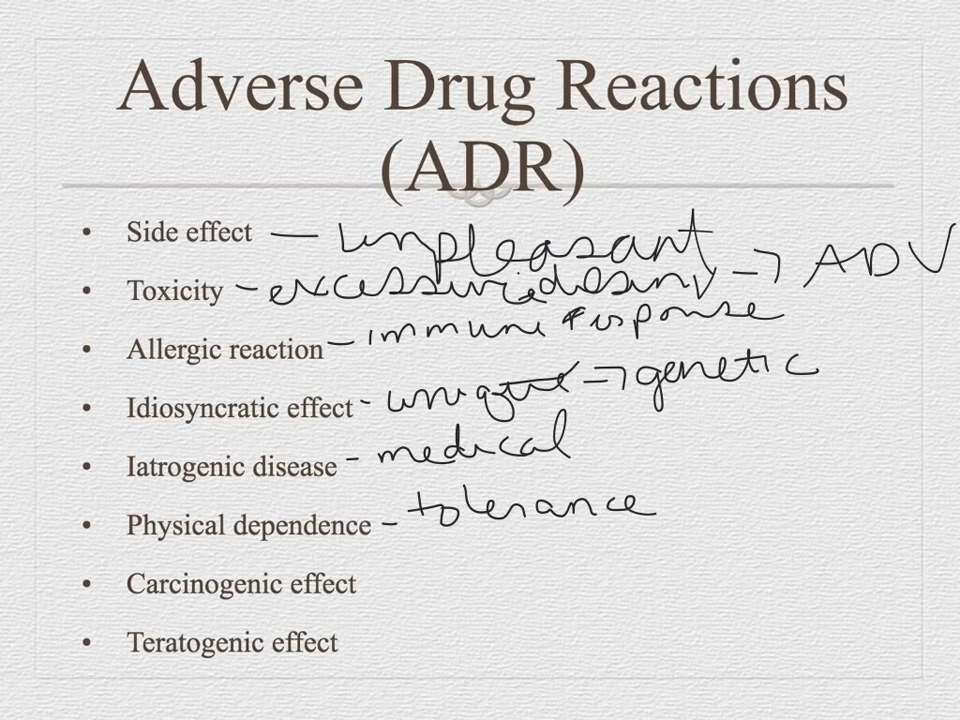 Adverse Drug Reactions
(ADR)
• Side effect — unpleasant
• Toxicity - excessive dosing → ADV
• Allergic reaction - immune response
• Idiosyncratic effect - unique → genetic
• Iatrogenic disease - medical
• Physical dependence - tolerance
• Carcinogenic effect
• Teratogenic effect